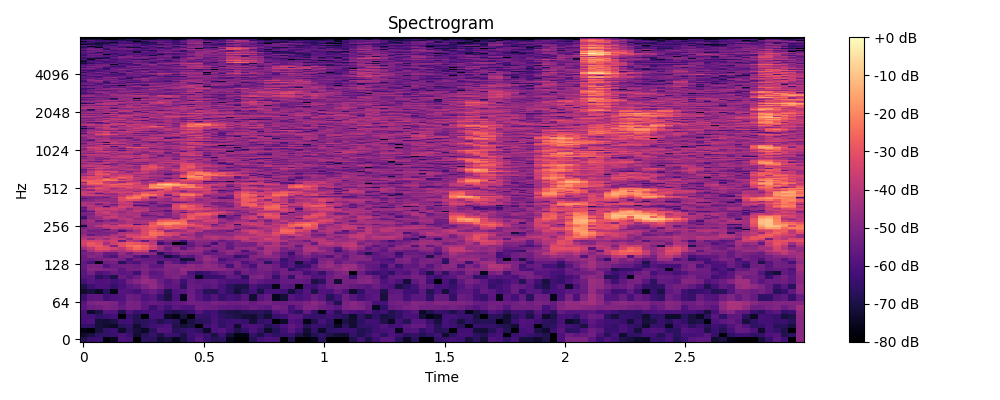 Spectrogram
Hz
4096
2048
1024
512
256
128
64
0
0
0.5
1
1.5
2
2.5
Time
+0 dB
-10 dB
-20 dB
-30 dB
-40 dB
-50 dB
-60 dB
-70 dB
-80 dB